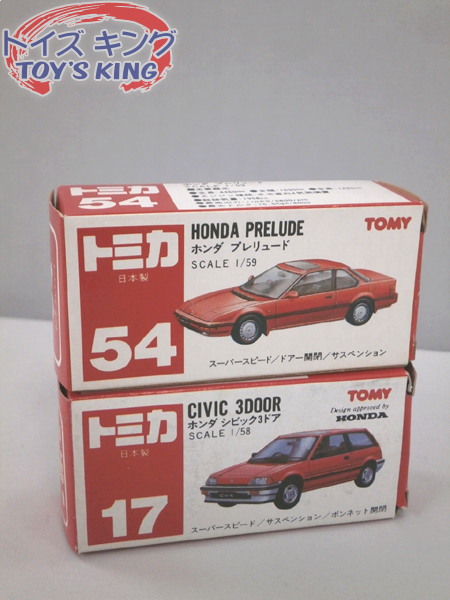 トイズ キング
TOY'S KING
トミカ
54
トミカ
日本製
54
HONDA PRELUDE
ホンダ プレリュード
SCALE 1/59
TOMY
スーパースピード/ドアー開閉/サスペンション
トミカ
日本製
17
CIVIC 3DOOR
ホンダ シビック3ドア
SCALE 1/58
TOMY
Design approved by
HONDA
スーパースピード/サスペンション/ボンネット開閉